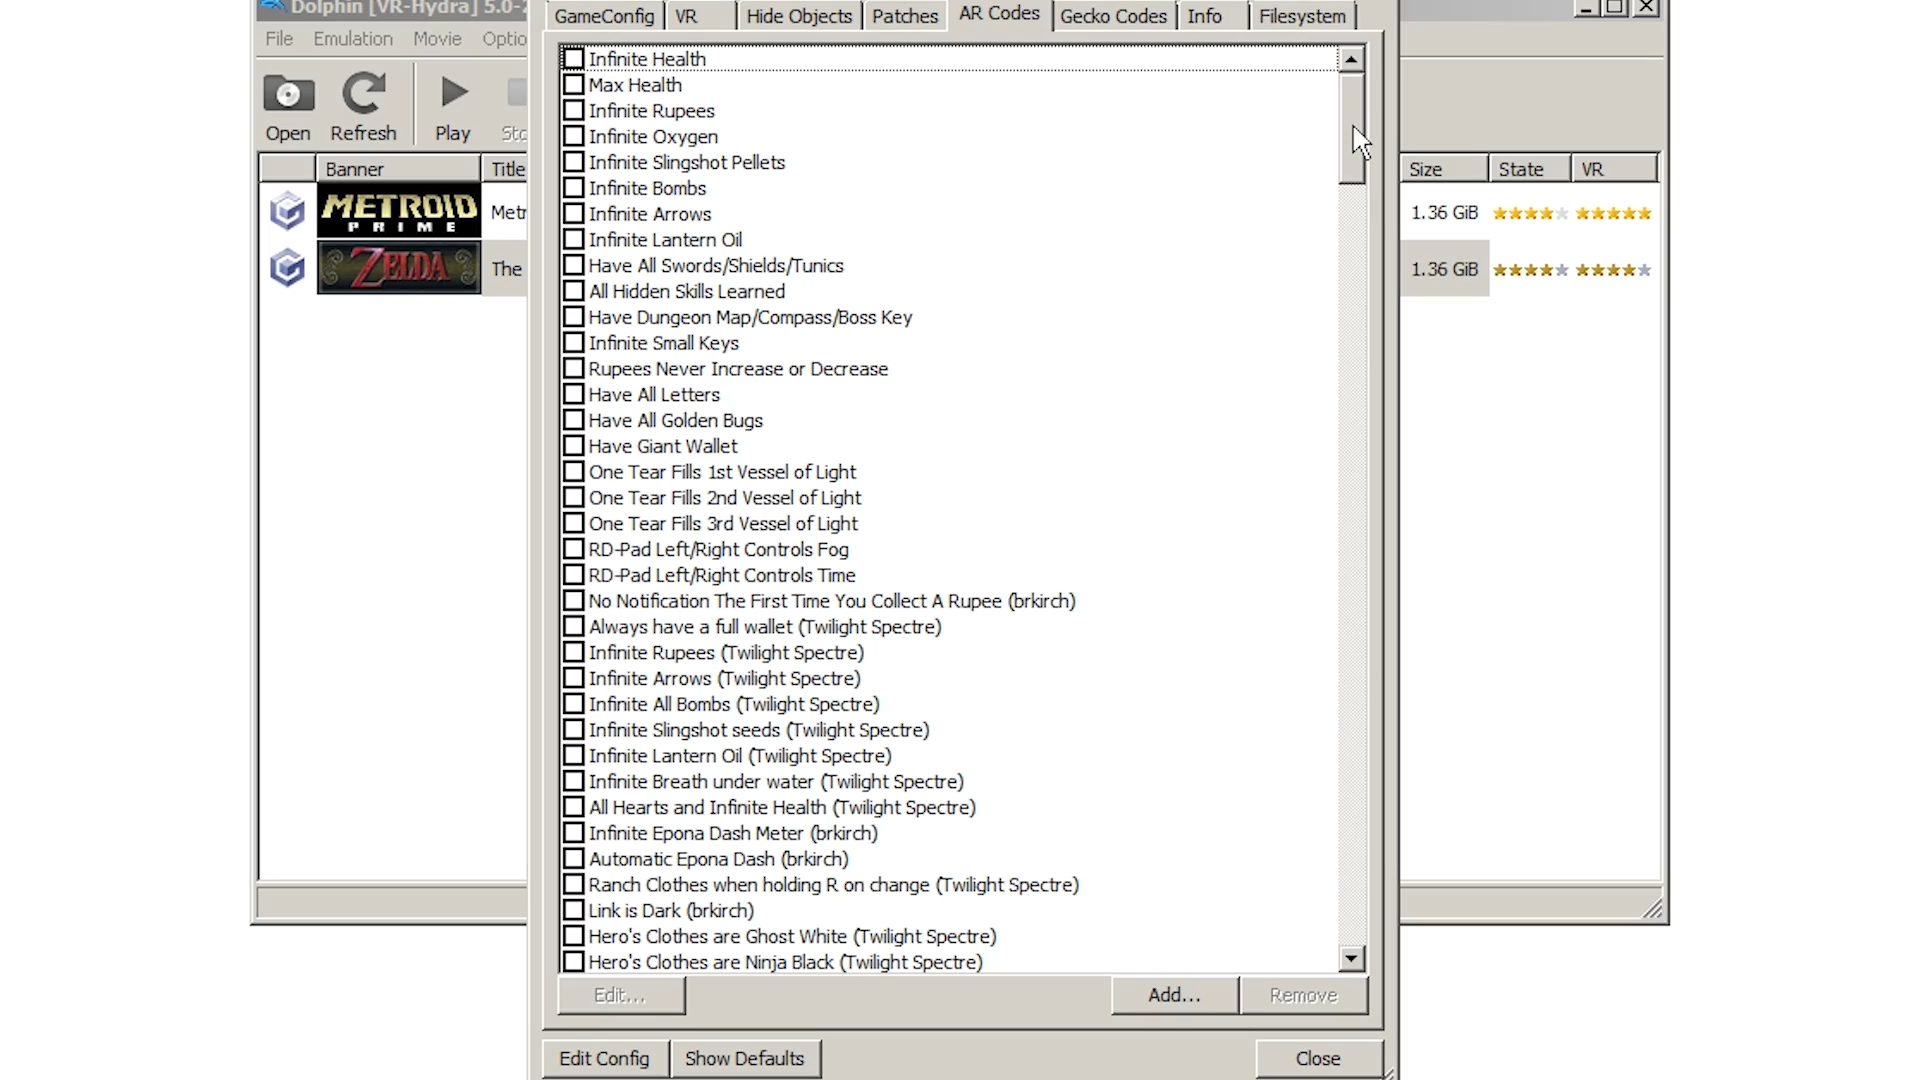 Dolphin [VR-Hydra] 5.0-
File Emulation Movie Optio
GameConfig VR Hide Objects Patches AR Codes Gecko Codes Info Filesystem
Open Refresh Play Sto
Banner Title Size State VR
METROID PRIME Metr 1.36 GiB
ZELDA The 1.36 GiB
Infinite Health
Max Health
Infinite Rupees
Infinite Oxygen
Infinite Slingshot Pellets
Infinite Bombs
Infinite Arrows
Infinite Lantern Oil
Have All Swords/Shields/Tunics
All Hidden Skills Learned
Have Dungeon Map/Compass/Boss Key
Infinite Small Keys
Rupees Never Increase or Decrease
Have All Letters
Have All Golden Bugs
Have Giant Wallet
One Tear Fills 1st Vessel of Light
One Tear Fills 2nd Vessel of Light
One Tear Fills 3rd Vessel of Light
RD-Pad Left/Right Controls Fog
RD-Pad Left/Right Controls Time
No Notification The First Time You Collect A Rupee (brkirch)
Always have a full wallet (Twilight Spectre)
Infinite Rupees (Twilight Spectre)
Infinite Arrows (Twilight Spectre)
Infinite All Bombs (Twilight Spectre)
Infinite Slingshot seeds (Twilight Spectre)
Infinite Lantern Oil (Twilight Spectre)
Infinite Breath under water (Twilight Spectre)
All Hearts and Infinite Health (Twilight Spectre)
Infinite Epona Dash Meter (brkirch)
Automatic Epona Dash (brkirch)
Ranch Clothes when holding R on change (Twilight Spectre)
Link is Dark (brkirch)
Hero's Clothes are Ghost White (Twilight Spectre)
Hero's Clothes are Ninja Black (Twilight Spectre)
Edit... Add... Remove
Edit Config Show Defaults Close